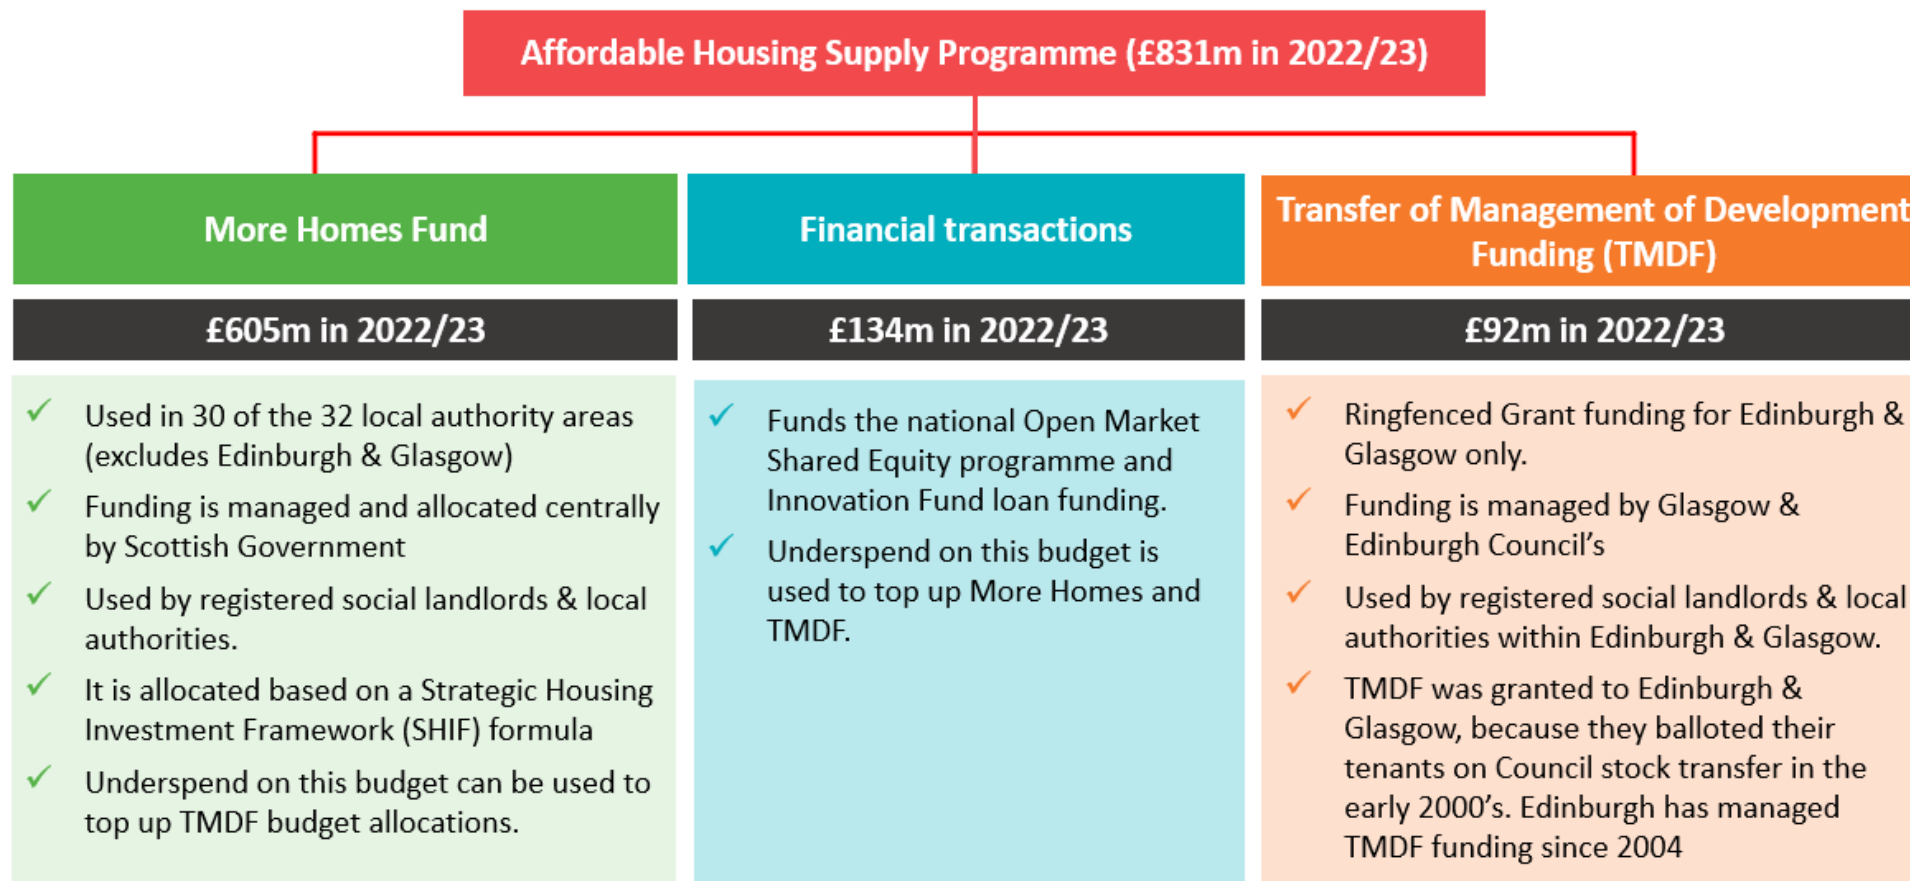 Affordable Housing Supply Programme (£831m in 2022/23)
More Homes Fund
£605m in 2022/23
Used in 30 of the 32 local authority areas
(excludes Edinburgh & Glasgow)
Funding is managed and allocated centrally
by Scottish Government
Used by registered social landlords & local
authorities.
It is allocated based on a Strategic Housing
Investment Framework (SHIF) formula
Underspend on this budget can be used to
top up TMDF budget allocations.
Financial transactions
£134m in 2022/23
Funds the national Open Market
Shared Equity programme and
Innovation Fund loan funding.
Underspend on this budget is
used to top up More Homes and
TMDF.
Transfer of Management of Development
Funding (TMDF)
£92m in 2022/23
Ringfenced Grant funding for Edinburgh &
Glasgow only.
Funding is managed by Glasgow &
Edinburgh Council's
Used by registered social landlords & local
authorities within Edinburgh & Glasgow.
TMDF was granted to Edinburgh &
Glasgow, because they balloted their
tenants on Council stock transfer in the
early 2000's. Edinburgh has managed
TMDF funding since 2004